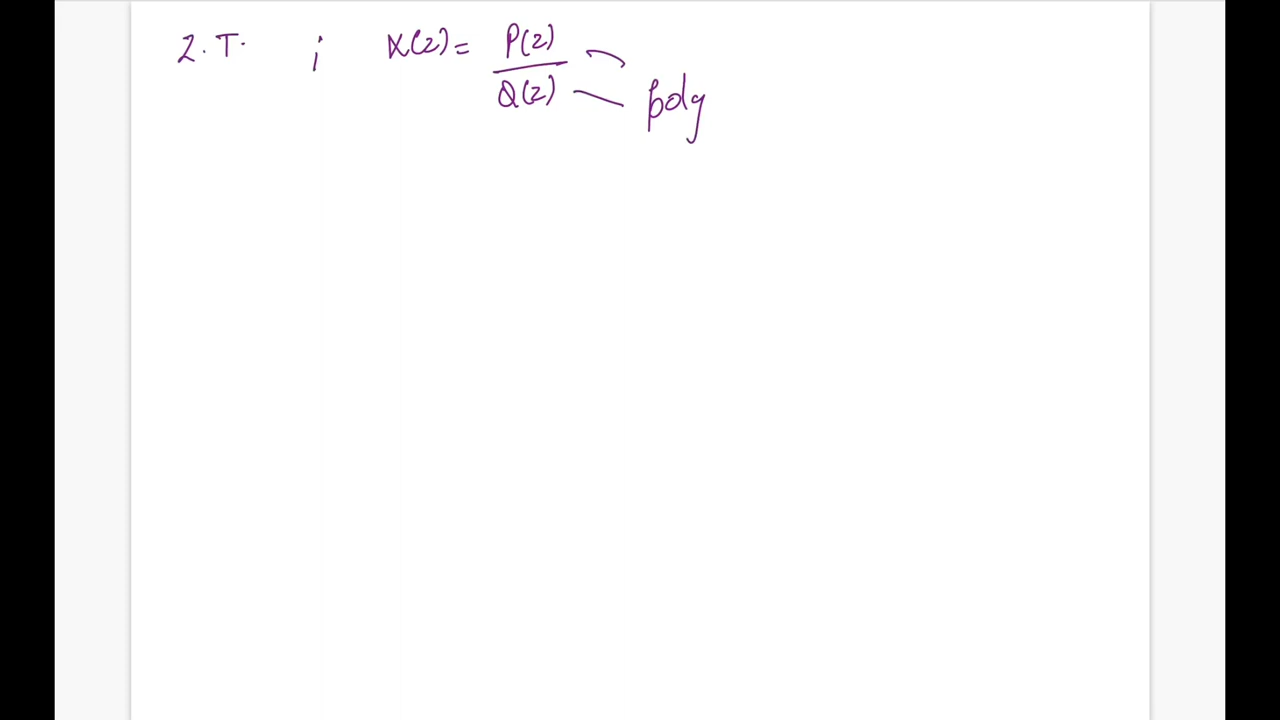 Z.T. ; X(z) = P(z) / Q(z) poly